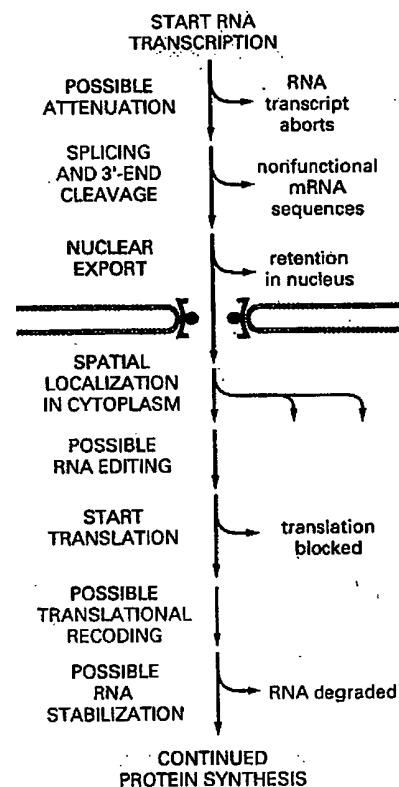 START RNA
TRANSCRIPTION
POSSIBLE
ATTENUATION
RNA
transcript
aborts
SPLICING
AND 3'-END
CLEAVAGE
nonfunctional
mRNA
sequences
NUCLEAR
EXPORT
retention
in nucleus
SPATIAL
LOCALIZATION
IN CYTOPLASM
POSSIBLE
RNA EDITING
START
TRANSLATION
translation
blocked
POSSIBLE
TRANSLATIONAL
RECODING
POSSIBLE
RNA
STABILIZATION
RNA degraded
CONTINUED
PROTEIN SYNTHESIS